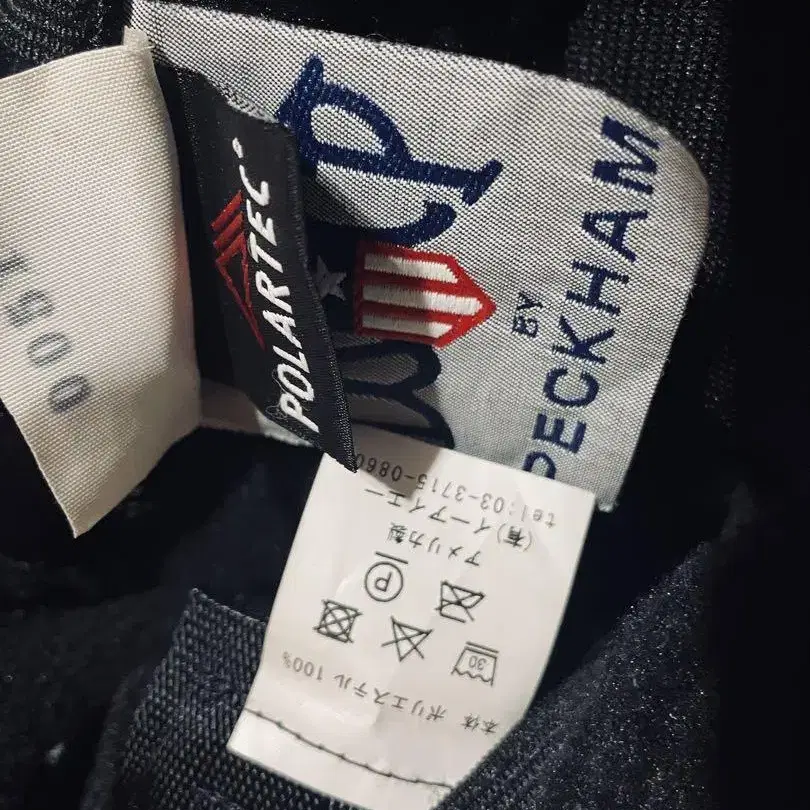 POLARTEC
BY
PECKHAM
本体 ポリエステル 100%
30
P
アメリカ製
(有)イーアイエー
tel:03-3715-0860